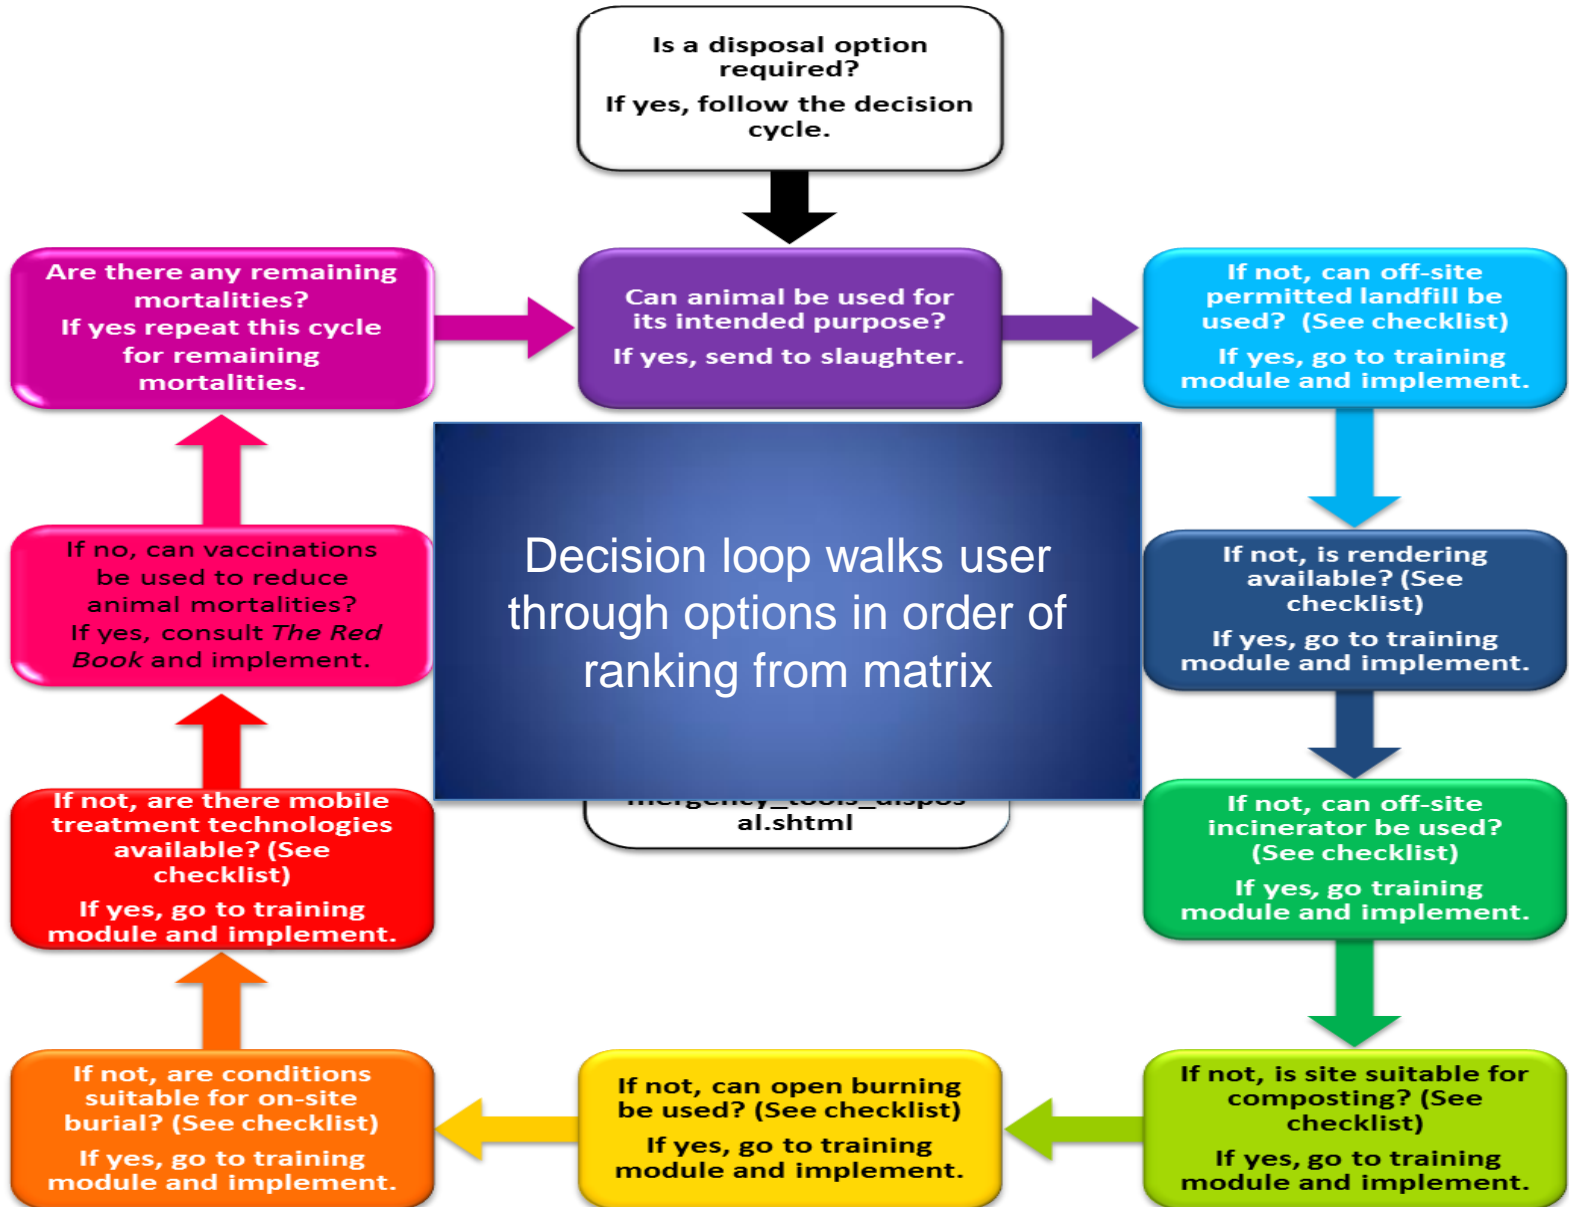 Is a disposal option
required?
If yes, follow the decision
cycle.
Are there any remaining
mortalities?
If yes repeat this cycle
for remaining
mortalities.
Can animal be used for
its intended purpose?
If yes, send to slaughter.
If not, can off-site
permitted landfill be
used? (See checklist)
If yes, go to training
module and implement.
If no, can vaccinations
be used to reduce
animal mortalities?
If yes, consult The Red
Book and implement.
Decision loop walks user
through options in order of
ranking from matrix
If not, is rendering
available? (See
checklist)
If yes, go to training
module and implement.
If not, are there mobile
treatment technologies
available? (See
checklist)
If yes, go to training
module and implement.
mergency_tools_dispos
al.shtml
If not, can off-site
incinerator be used?
(See checklist)
If yes, go training
module and implement.
If not, are conditions
suitable for on-site
burial? (See checklist)
If yes, go to training
module and implement.
If not, can open burning
be used? (See checklist)
If yes, go to training
module and implement.
If not, is site suitable for
composting? (See
checklist)
If yes, go to training
module and implement.